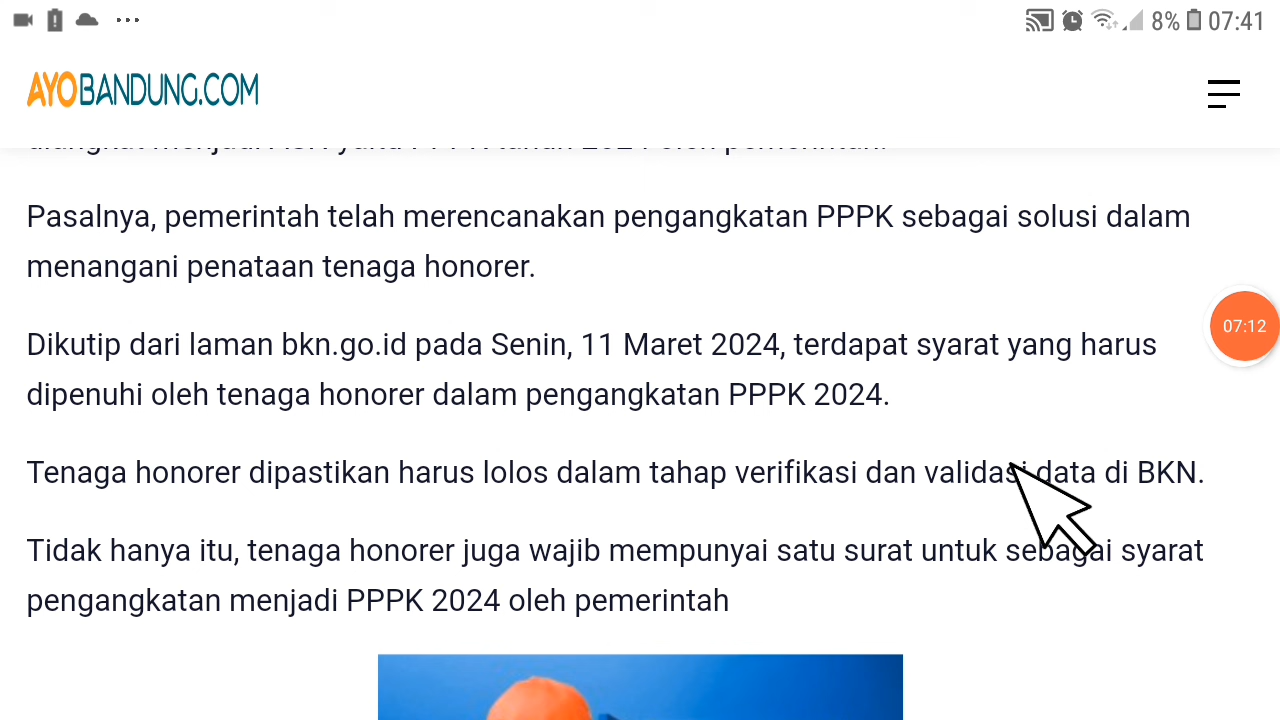 8% 07:41
AYOBANDUNG.COM
Pasalnya, pemerintah telah merencanakan pengangkatan PPPK sebagai solusi dalam
menangani penataan tenaga honorer.
07:12
Dikutip dari laman bkn.go.id pada Senin, 11 Maret 2024, terdapat syarat yang harus
dipenuhi oleh tenaga honorer dalam pengangkatan PPPK 2024.
Tenaga honorer dipastikan harus lolos dalam tahap verifikasi dan validasi data di BKN.
Tidak hanya itu, tenaga honorer juga wajib mempunyai satu surat untuk sebagai syarat
pengangkatan menjadi PPPK 2024 oleh pemerintah